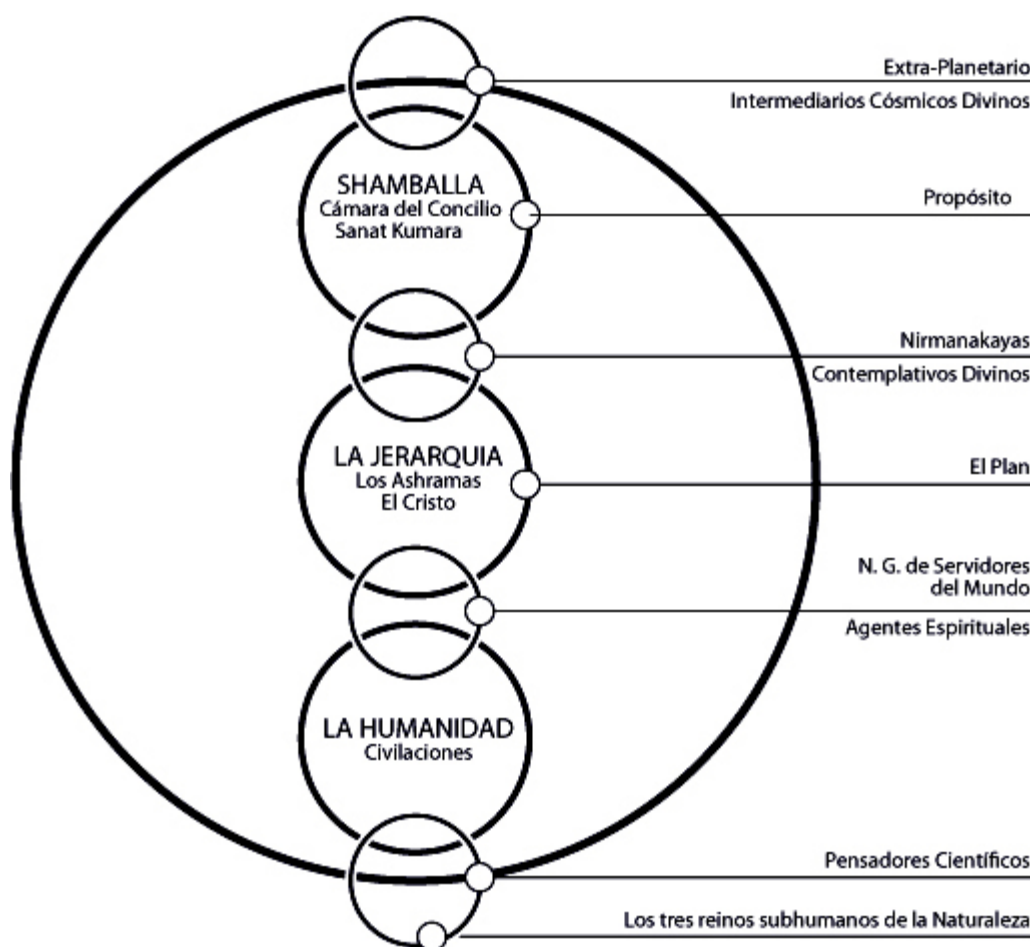 Extra-Planetario
Intermediarios Cósmicos Divinos
SHAMBALLA
Cámara del Concilio
Sanat Kumara
Propósito
Nirmanakayas
Contemplativos Divinos
LA JERARQUIA
Los Ashramas
El Cristo
El Plan
N. G. de Servidores
del Mundo
Agentes Espirituales
LA HUMANIDAD
Civilaciones
Pensadores Científicos
Los tres reinos subhumanos de la Naturaleza